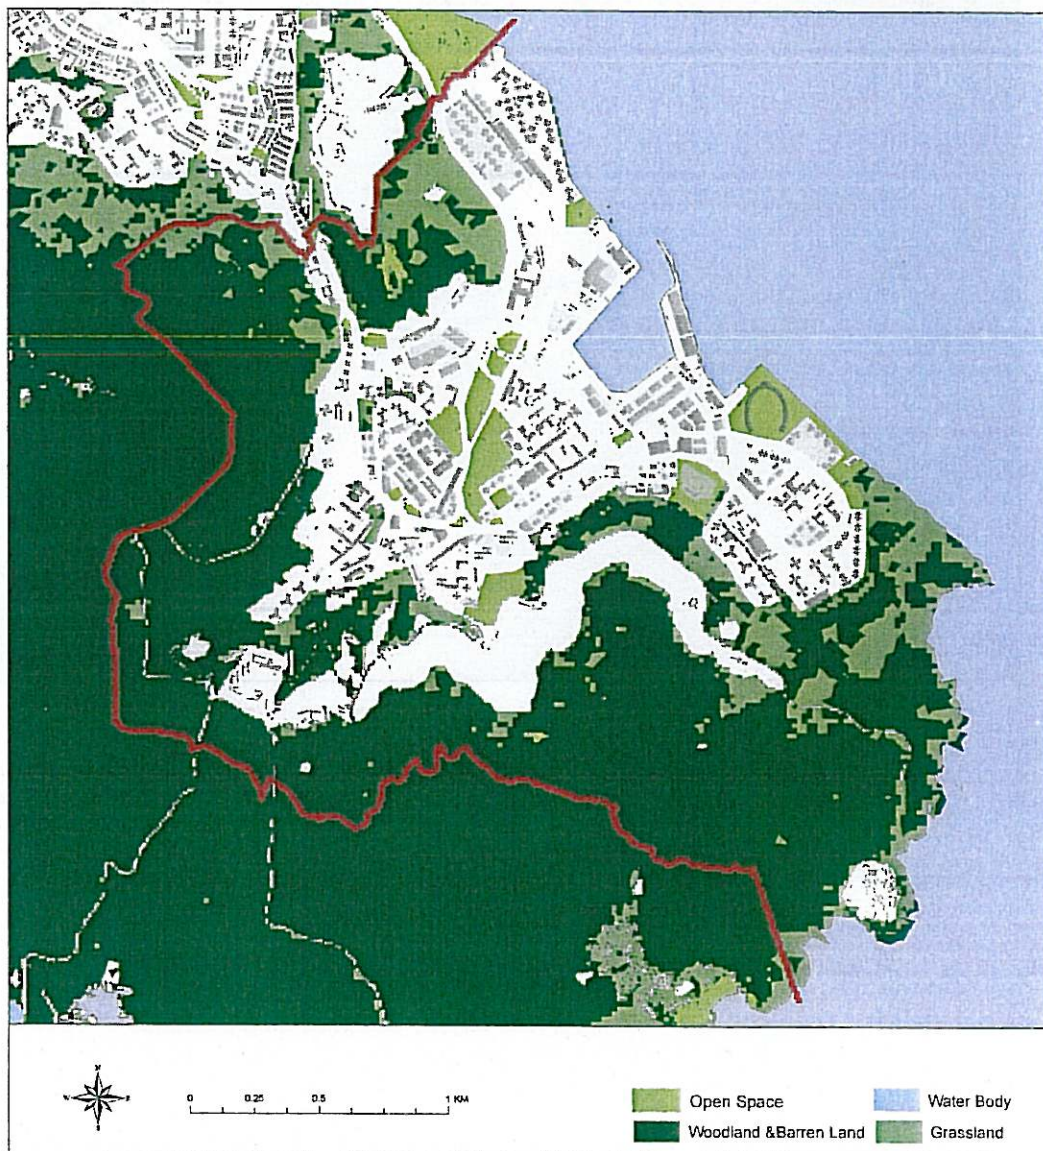 N
W E
S
0 0.25 0.5 1 KM
Open Space Water Body
Woodland &Barren Land Grassland